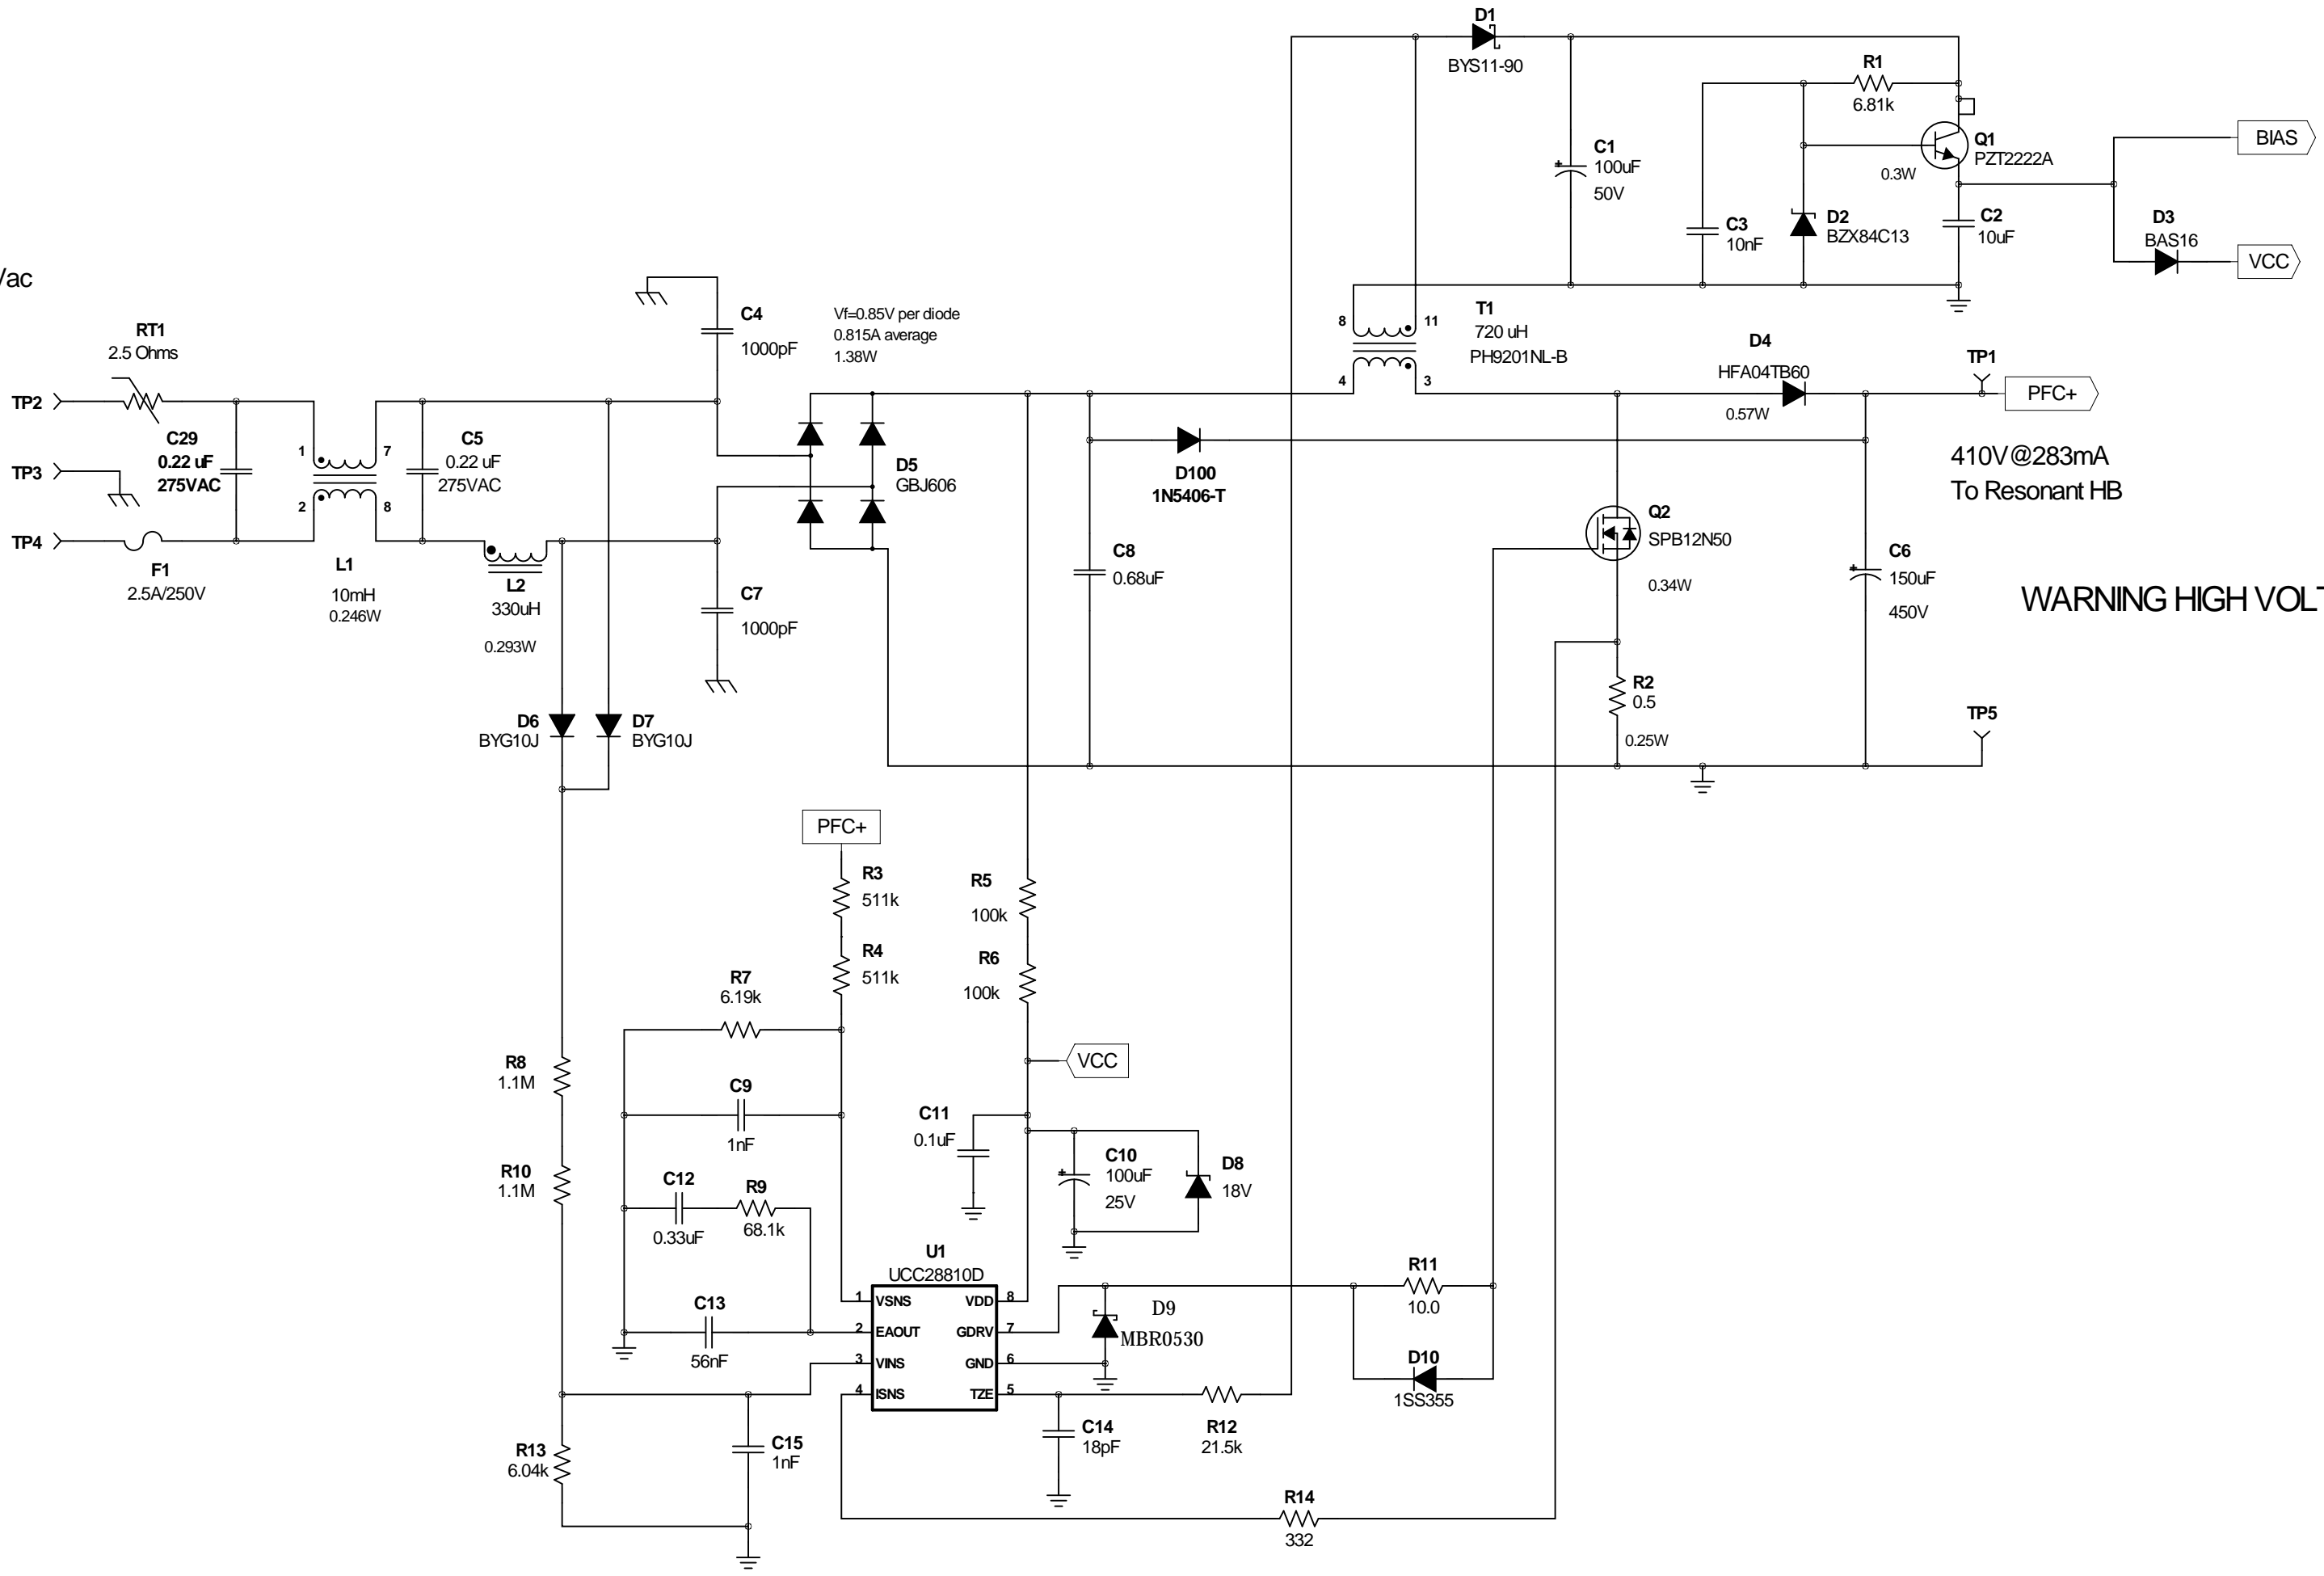 D1
BYS11-90
R1
6.81k
C1
100uF
50V
Q1
PZT2222A
0.3W
BIAS
C3
10nF
D2
BZX84C13
C2
10uF
D3
BAS16
VCC
Vac
RT1
2.5 Ohms
C4
1000pF
Vf=0.85V per diode
0.815A average
1.38W
8
11
T1
720 uH
PH9201NL-B
4
3
D4
HFA04TB60
0.57W
TP1
PFC+
TP2
C29
0.22 uF
275VAC
1
7
2
8
C5
0.22 uF
275VAC
TP3
D5
GBJ606
D100
1N5406-T
410V@283mA
To Resonant HB
TP4
F1
2.5A/250V
L1
10mH
0.246W
L2
330uH
0.293W
C7
1000pF
C8
0.68uF
Q2
SPB12N50
0.34W
C6
150uF
450V
WARNING HIGH VOLT
D6
BYG10J
D7
BYG10J
R2
0.5
0.25W
TP5
PFC+
R3
511k
R4
511k
R5
100k
R6
100k
R7
6.19k
VCC
R8
1.1M
C9
1nF
C11
0.1uF
C10
100uF
25V
D8
18V
R10
1.1M
C12
0.33uF
R9
68.1k
U1
UCC28810D
1 VSNS VDD 8
2 EAOUT GDRV 7
3 VINS GND 6
4 ISNS TZE 5
C13
56nF
D9
MBR0530
R11
10.0
D10
1SS355
R13
6.04k
C15
1nF
C14
18pF
R12
21.5k
R14
332